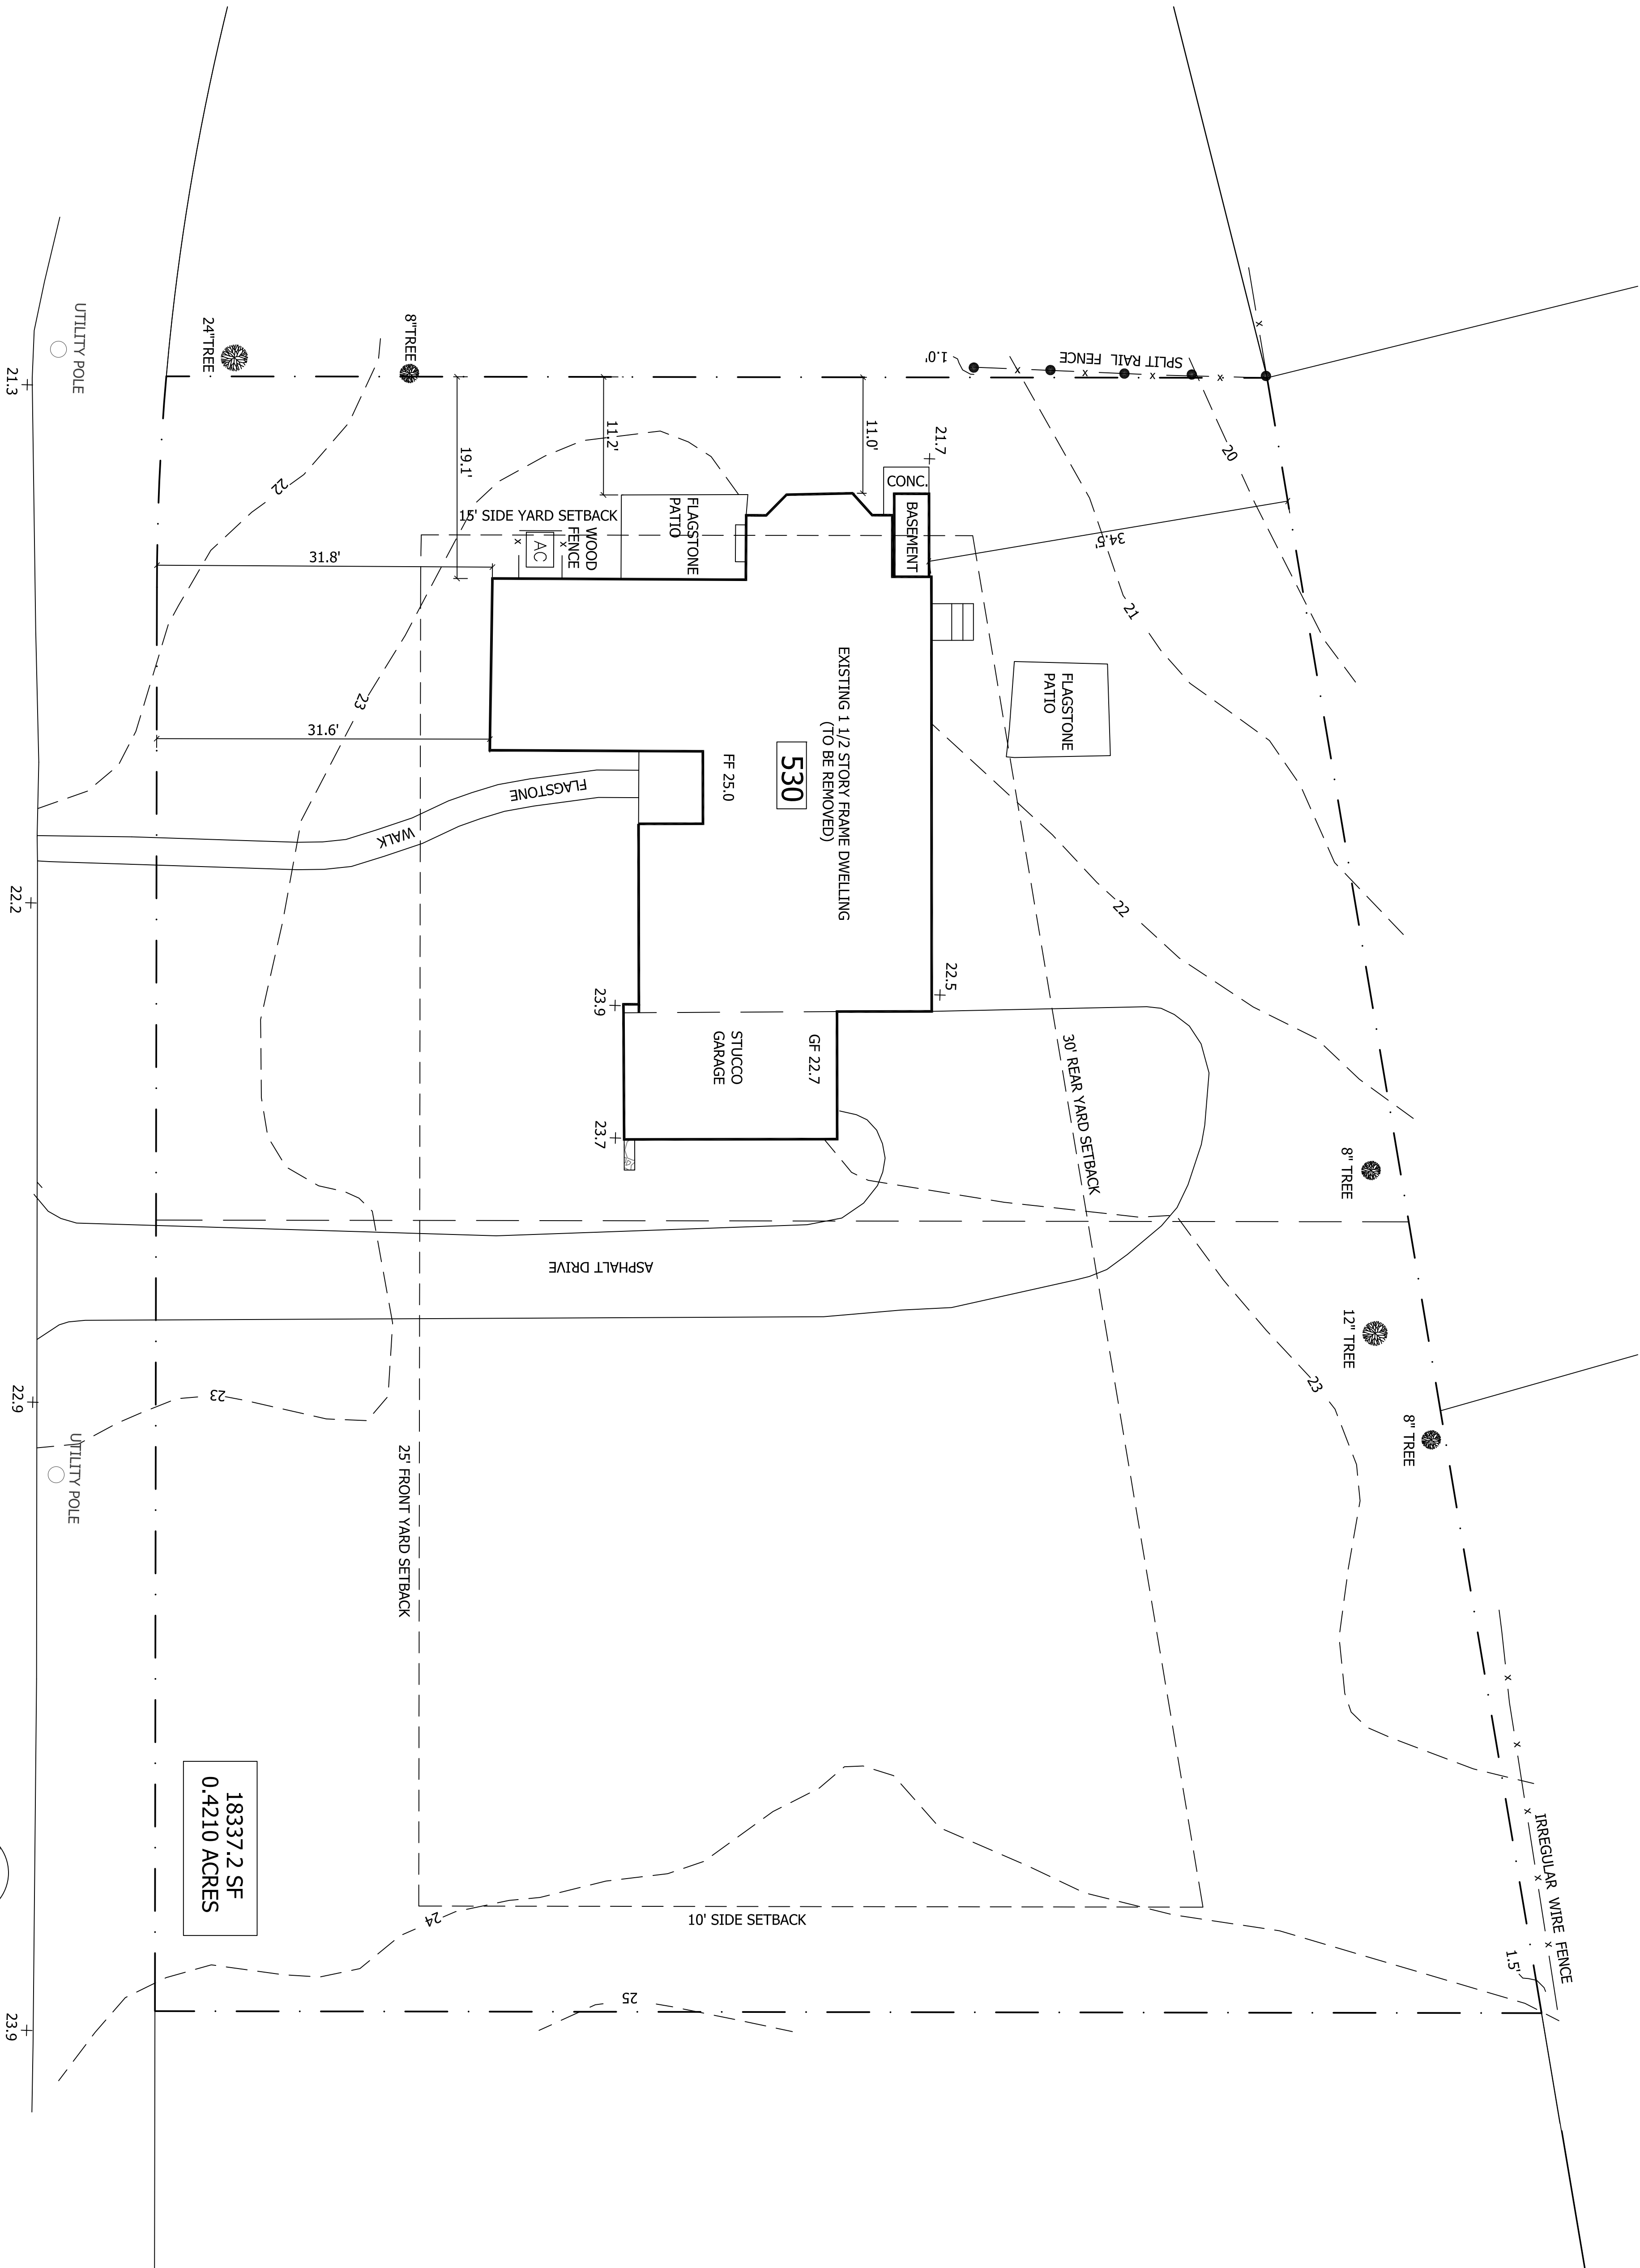 UTILITY POLE
21.3
24"TREE
8"TREE
22
19.1'
11.2'
11.0'
1.0'
SPLIT RAIL FENCE
x
x
x
x
x
20
21.7
CONC.
BASEMENT
34.5'
21
15' SIDE YARD SETBACK
WOOD
FENCE
x
x
AC
FLAGSTONE
PATIO
31.8'
23
31.6'
EXISTING 1 1/2 STORY FRAME DWELLING
(TO BE REMOVED)
530
FF 25.0
FLAGSTONE
PATIO
FLAGSTONE
WALK
22.2
22
22.5
23.9
STUCCO
GARAGE
GF 22.7
23.7
30' REAR YARD SETBACK
8" TREE
ASPHALT DRIVE
12" TREE
23
8" TREE
22.9
23
UTILITY POLE
25' FRONT YARD SETBACK
18337.2 SF
0.4210 ACRES
24
10' SIDE SETBACK
x
x
x
x
x
IRREGULAR WIRE FENCE
1.5'
25
23.9